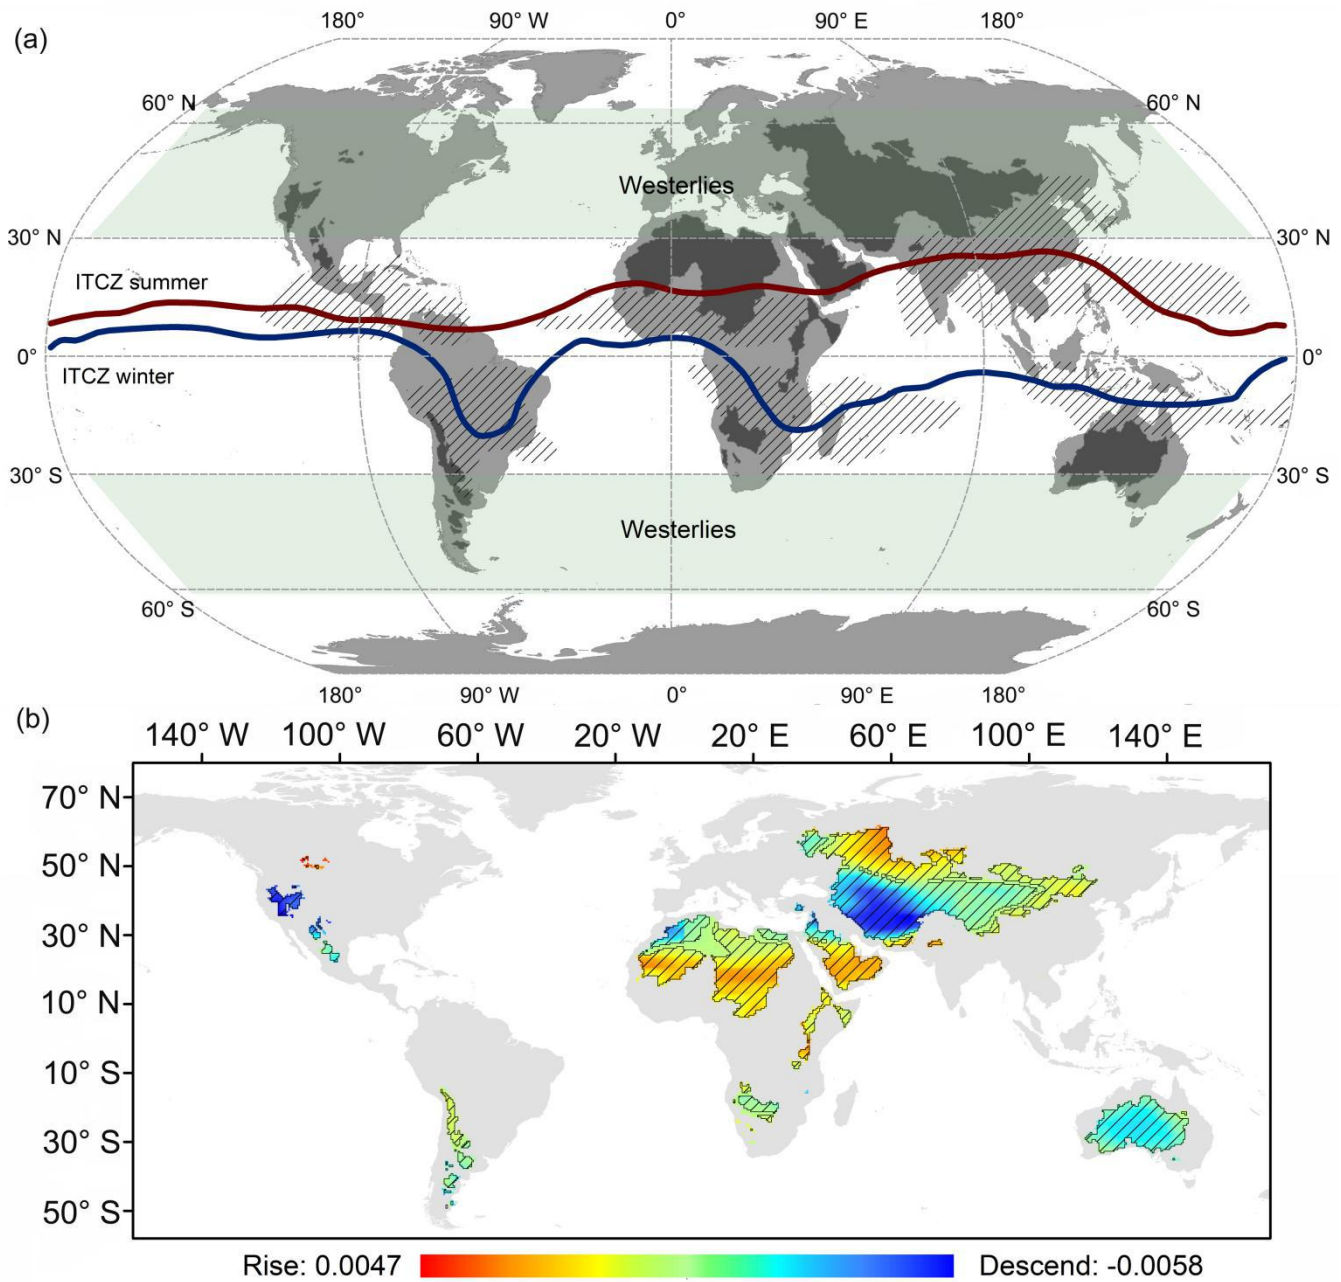 (a)
180° 90° W 0° 90° E 180°
60° N 60° N
Westerlies
30° N 30° N
ITCZ summer
0° 0°
ITCZ winter
30° S 30° S
Westerlies
60° S 60° S
180° 90° W 0° 90° E 180°
(b)
140° W 100° W 60° W 20° W 20° E 60° E 100° E 140° E
70° N
50° N
30° N
10° N
10° S
30° S
50° S
Rise: 0.0047 Descend: -0.0058